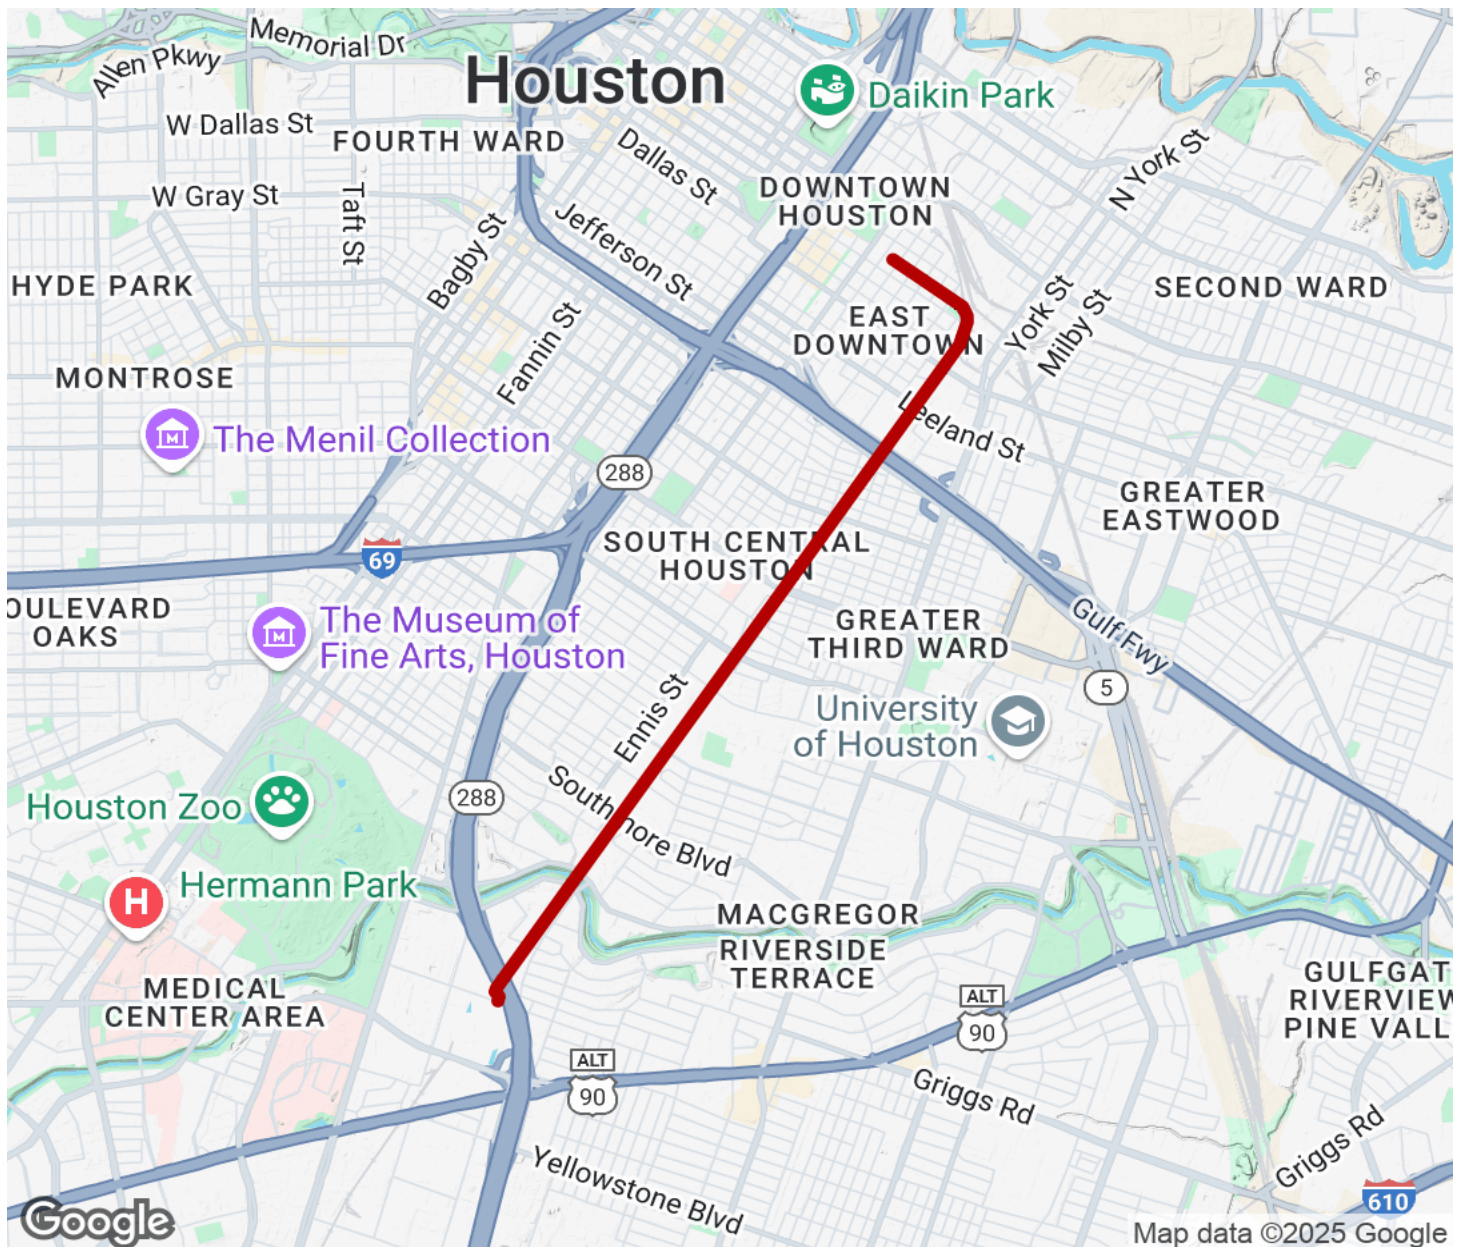 Memorial Dr
Allen Pkwy
Houston
Daikin Park
W Dallas St
FOURTH WARD
Dallas St
N York St
W Gray St
Taft St
DOWNTOWN
HOUSTON
Bagby St
Jefferson St
HYDE PARK
SECOND WARD
York St
Milby St
EAST
DOWNTOWN
Fannin St
MONTROSE
Leeland St
The Menil Collection
288
GREATER
EASTWOOD
SOUTH CENTRAL
HOUSTON
69
OULEVARD
OAKS
The Museum of
Fine Arts, Houston
GREATER
THIRD WARD
Gulf Fwy
5
Ennis St
University
of Houston
288
Southmore Blvd
Houston Zoo
Hermann Park
H
MACGREGOR
RIVERSIDE
TERRACE
MEDICAL
CENTER AREA
GULFGAT
RIVERVIEW
PINE VALL
ALT
90
ALT
90
Griggs Rd
Griggs Rd
Yellowstone Blvd
610
Google
Map data ©2025 Google